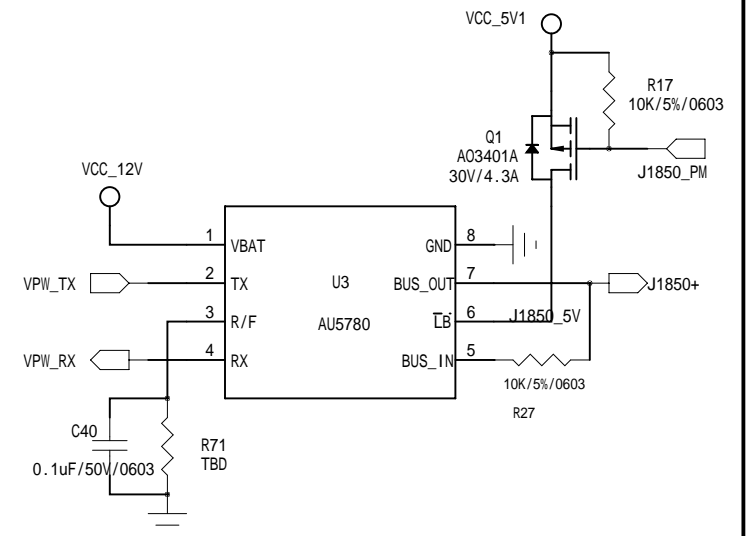 VCC_5V1
R17
10K/5%/0603
Q1
AO3401A
30V/4.3A
J1850_PM
VCC_12V
1
VBAT
GND
8
VPW_TX
2
TX
U3
BUS_OUT
7
J1850+
3
R/F
AU5780
LB
6
J1850_5V
VPW_RX
4
RX
BUS_IN
5
10K/5%/0603
R27
C40
0.1uF/50V/0603
R71
TBD